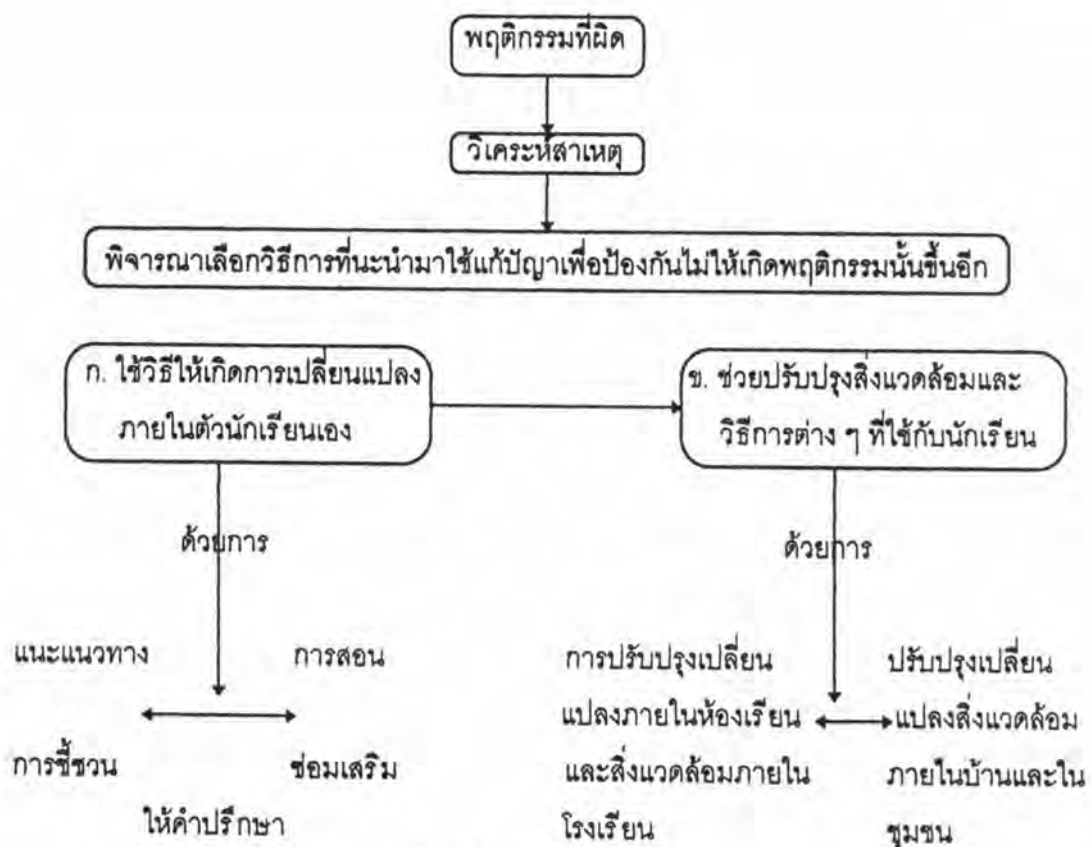 พฤติกรรมที่ผิด
วิเคราะห์สาเหตุ
พิจารณาเลือกวิธีการที่นะนำมาใช้แก้ปัญาเพื่อป้องกันไม่ให้เกิดพฤติกรรมนั้นขึ้นอีก
ก. ใช้วิธีให้เกิดการเปลี่ยนแปลง
ภายในตัวนักเรียนเอง
ข. ช่วยปรับปรุงสิ่งแวดล้อมและ
วิธีการต่าง ๆ ที่ใช้กับนักเรียน
ด้วยการ
ด้วยการ
แนะแนวทาง
การสอน
การชี้ชวน
ซ่อมเสริม
ให้คำปรึกษา
การปรับปรุงเปลี่ยน
แปลงภายในห้องเรียน
และสิ่งแวดล้อมภายใน
โรงเรียน
ปรับปรุงเปลี่ยน
แปลงสิ่งแวดล้อม
ภายในบ้านและใน
ชุมชน